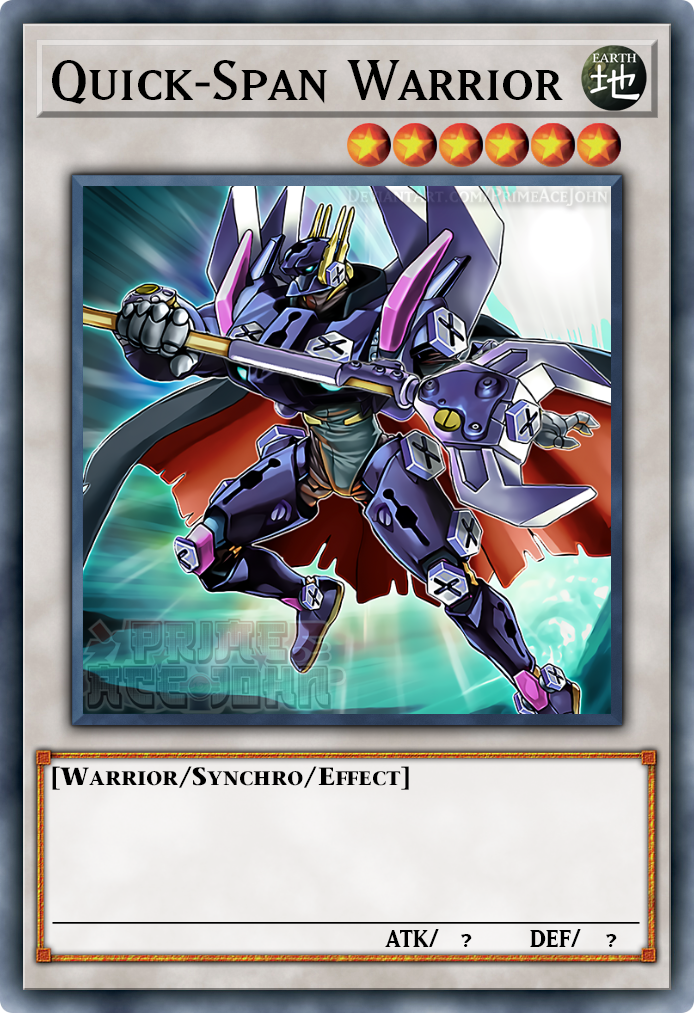 Quick-Span Warrior
EARTH
地
Deviantart.com/PrimeAceJohn
PRIME
ACE JOHN
[Warrior/Synchro/Effect]
ATK/ ? DEF/ ?